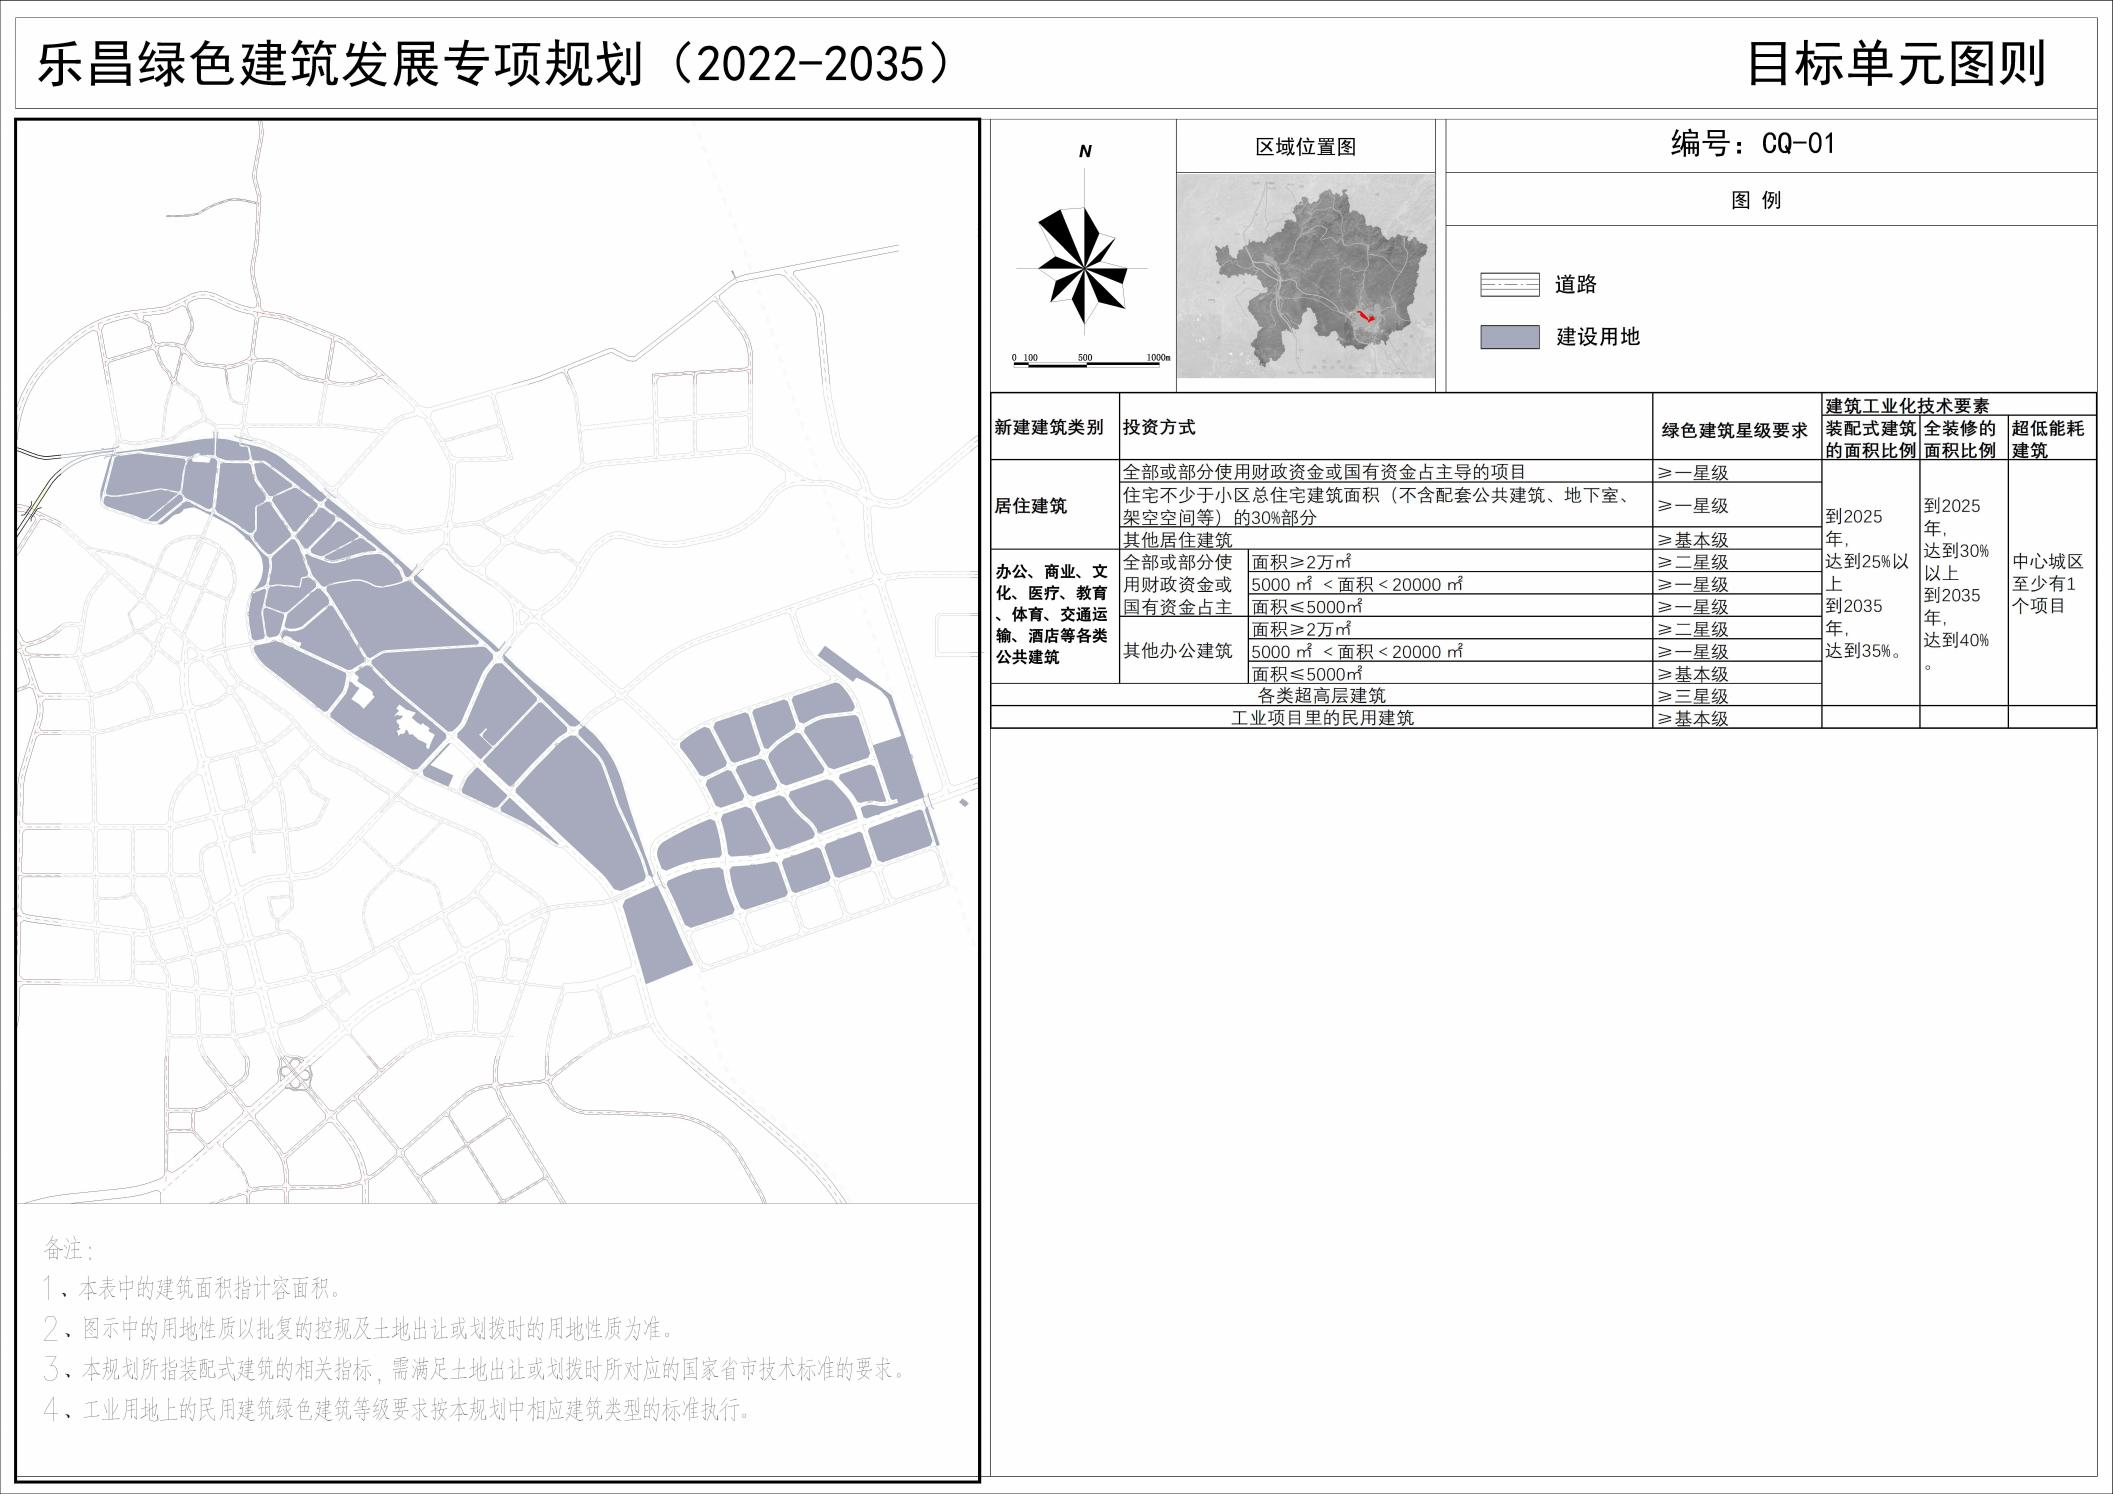 乐昌绿色建筑发展专项规划（2022-2035）
目标单元图则
N
0 100 500 1000m
区域位置图
编号：CQ-01
图 例
道路
建设用地
新建建筑类别
投资方式
绿色建筑星级要求
建筑工业化技术要素
装配式建筑
的面积比例
全装修的
面积比例
超低能耗
建筑
居住建筑
全部或部分使用财政资金或国有资金占主导的项目
≥一星级
住宅不少于小区总住宅建筑面积（不含配套公共建筑、地下室、
架空空间等）的30%部分
≥一星级
其他居住建筑
≥基本级
办公、商业、文
化、医疗、教育
、体育、交通运
输、酒店等各类
公共建筑
全部或部分使
用财政资金或
国有资金占主
面积≥2万㎡
≥二星级
5000 ㎡ ＜面积＜20000 ㎡
≥一星级
面积≤5000㎡
≥一星级
其他办公建筑
面积≥2万㎡
≥二星级
5000 ㎡ ＜面积＜20000 ㎡
≥一星级
面积≤5000㎡
≥基本级
各类超高层建筑
≥三星级
工业项目里的民用建筑
≥基本级
到2025
年，
达到25%以
上
到2035
年，
达到35%。
到2025
年，
达到30%
以上
到2035
年，
达到40%
。
中心城区
至少有1
个项目
备注：
1、本表中的建筑面积指计容面积。
2、图示中的用地性质以批复的控规及土地出让或划拨时的用地性质为准。
3、本规划所指装配式建筑的相关指标，需满足土地出让或划拨时所对应的国家省市技术标准的要求。
4、工业用地上的民用建筑绿色建筑等级要求按本规划中相应建筑类型的标准执行。